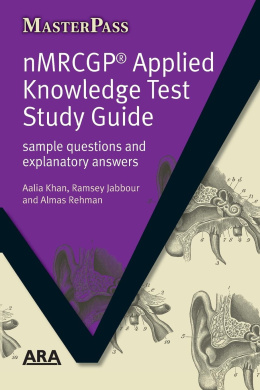 MASTERPASS
nMRCGP® Applied
Knowledge Test
Study Guide
sample questions and
explanatory answers
Aalia Khan, Ramsey Jabbour
and Almas Rehman
ARA